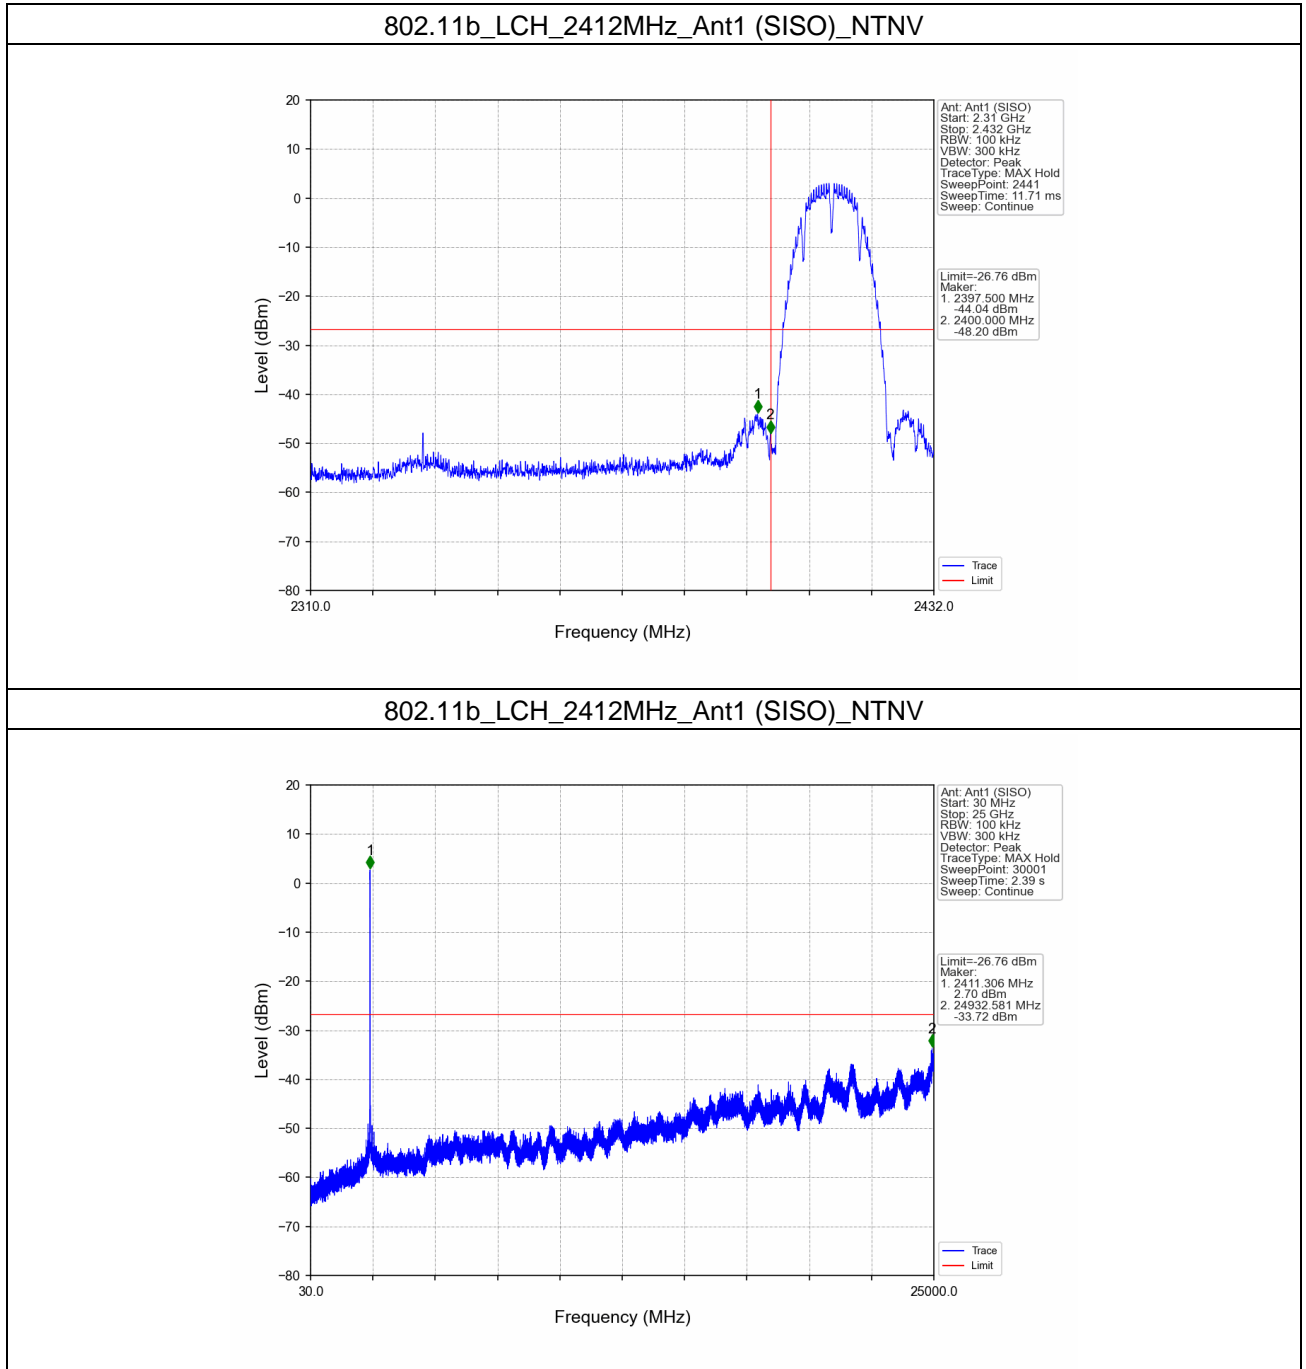 802.11b_LCH_2412MHz_Ant1 (SISO)_NTNV
20
10
0
−10
−20
−30
−40
−50
−60
−70
−80
Level (dBm)
1
2
2310.0
2432.0
Frequency (MHz)
Ant: Ant1 (SISO)
Start: 2.31 GHz
Stop: 2.432 GHz
RBW: 100 kHz
VBW: 300 kHz
Detector: Peak
TraceType: MAX Hold
SweepPoint: 2441
SweepTime: 11.71 ms
Sweep: Continue
Limit=-26.76 dBm
Maker:
1. 2397.500 MHz
-44.04 dBm
2. 2400.000 MHz
-48.20 dBm
Trace
Limit
802.11b_LCH_2412MHz_Ant1 (SISO)_NTNV
20
10
0
−10
−20
−30
−40
−50
−60
−70
−80
Level (dBm)
1
2
30.0
25000.0
Frequency (MHz)
Ant: Ant1 (SISO)
Start: 30 MHz
Stop: 25 GHz
RBW: 100 kHz
VBW: 300 kHz
Detector: Peak
TraceType: MAX Hold
SweepPoint: 30001
SweepTime: 2.39 s
Sweep: Continue
Limit=-26.76 dBm
Maker:
1. 2411.306 MHz
2.70 dBm
2. 24932.581 MHz
-33.72 dBm
Trace
Limit